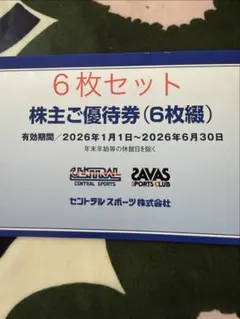 6枚セット
株主ご優待券(6枚綴)
有効期間/2026年1月1日~2026年6月30日
年末年始等の休館日を除く
CENTRAL
CENTRAL SPORTS
SAVAS
SPORTS CLUB
セントラルスポーツ株式会社